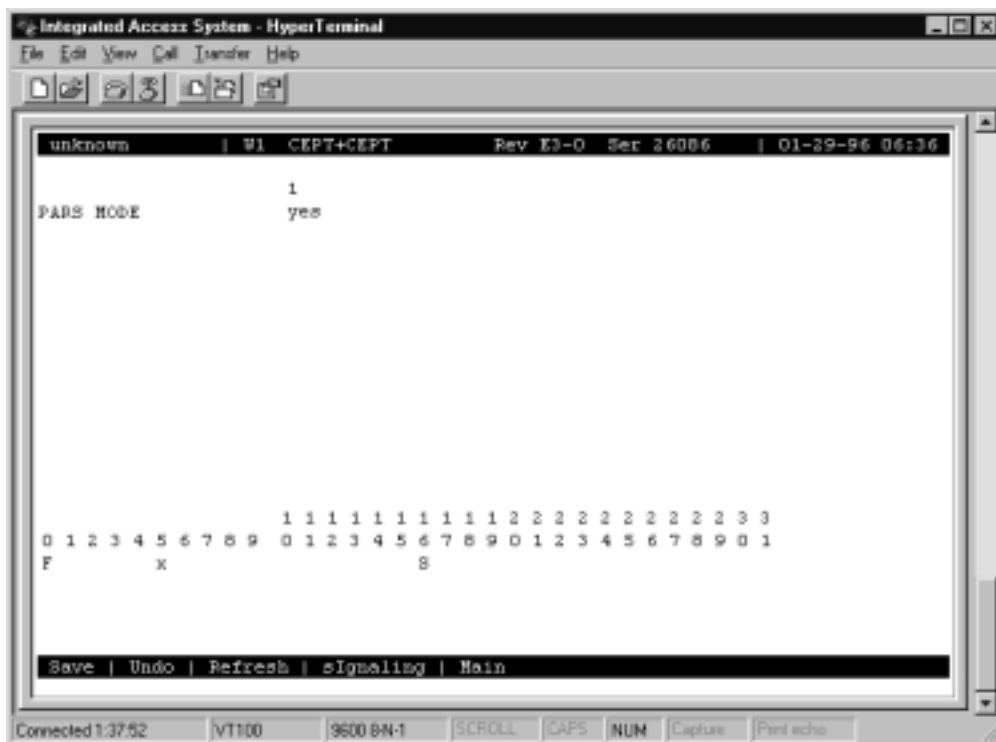 Integrated Access System - HyperTerminal
File Edit View Call Transfer Help
unknown | W1 CEPT+CEPT Rev E3-0 Ser 26086 | 01-29-96 06:36
1
PARS MODE yes
1 1 1 1 1 1 1 1 1 1 2 2 2 2 2 2 2 2 2 2 3 3
0 1 2 3 4 5 6 7 8 9 0 1 2 3 4 5 6 7 8 9 0 1 2 3 4 5 6 7 8 9 0 1
F x S
Save | Undo | Refresh | sIgnaling | Main
Connected 1:37:52 VT100 9600 8-N-1 SCROLL CAPS NUM Capture Print echo